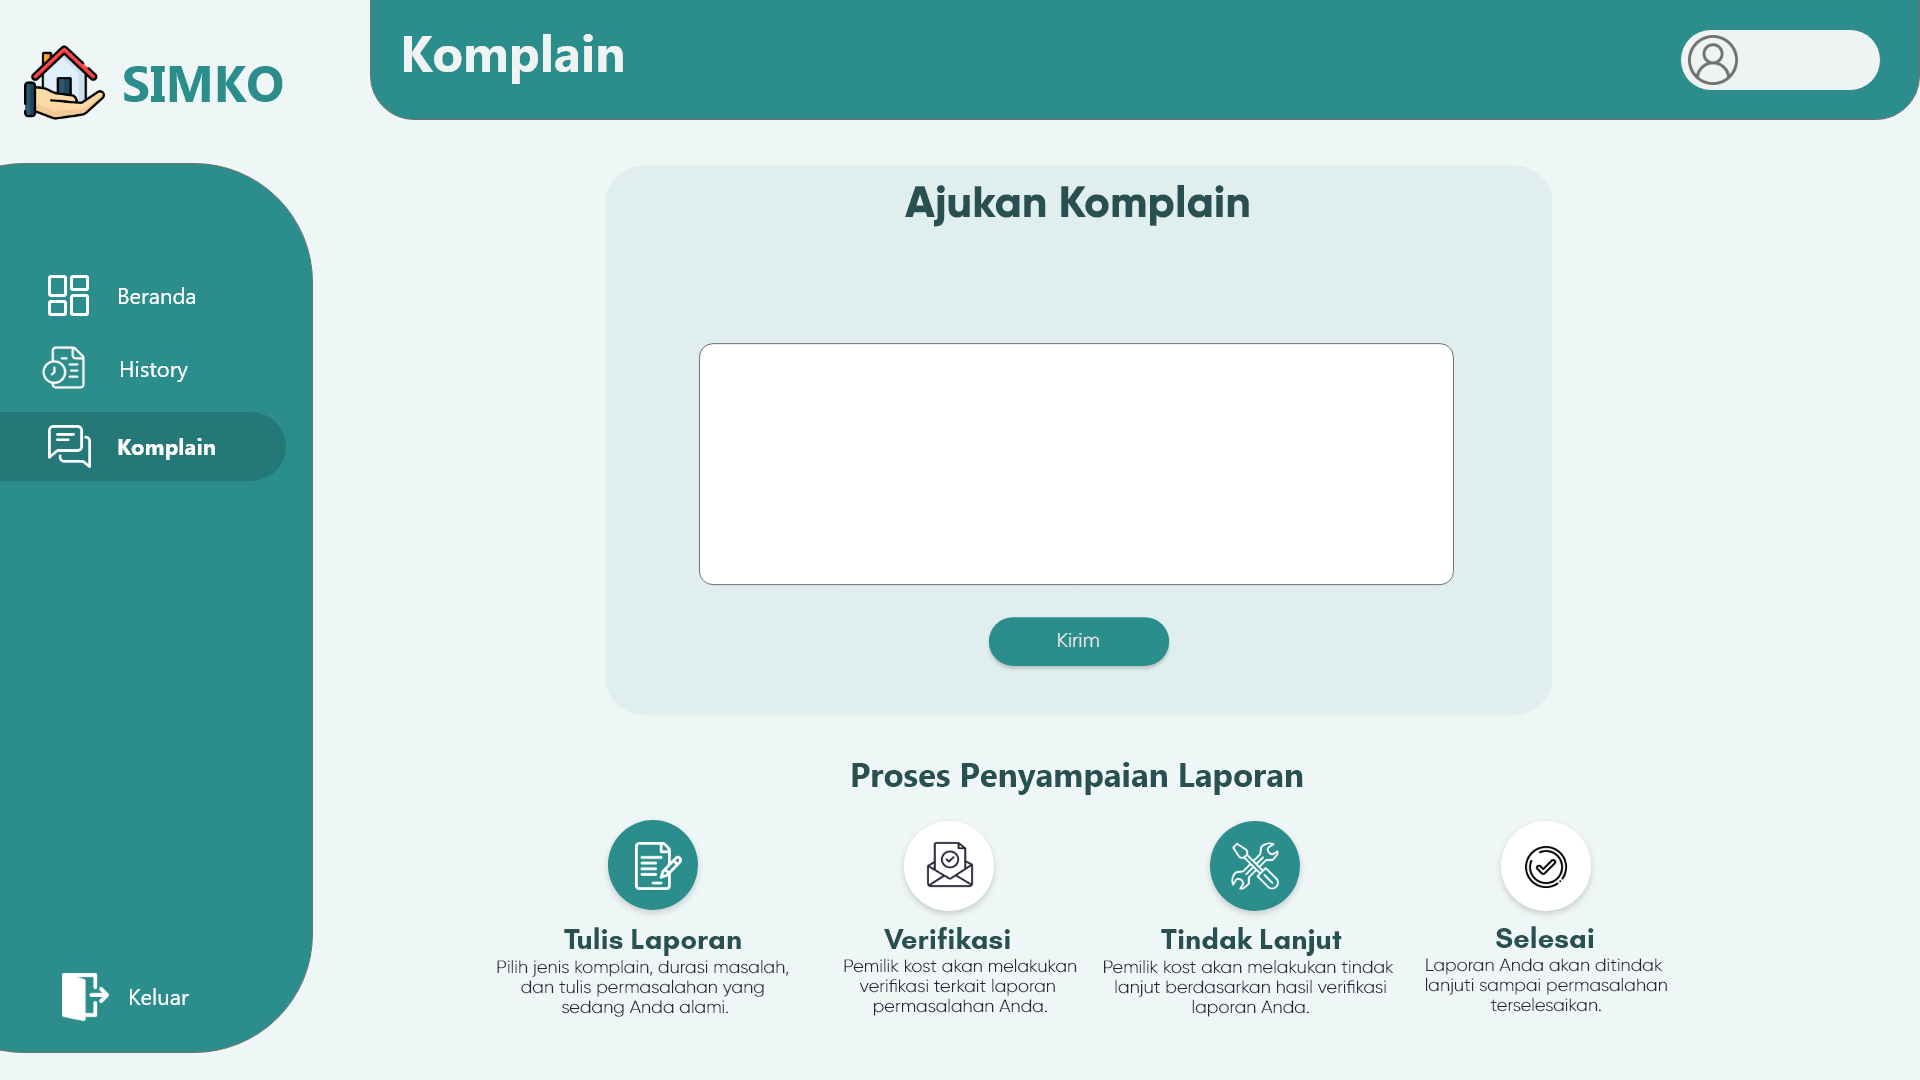 SIMKO
Komplain
Beranda
History
Komplain
Keluar
Ajukan Komplain
Kirim
Proses Penyampaian Laporan
Tulis Laporan
Pilih jenis komplain, durasi masalah,
dan tulis permasalahan yang
sedang Anda alami.
Verifikasi
Pemilik kost akan melakukan
verifikasi terkait laporan
permasalahan Anda.
Tindak Lanjut
Pemilik kost akan melakukan tindak
lanjut berdasarkan hasil verifikasi
laporan Anda.
Selesai
Laporan Anda akan ditindak
lanjuti sampai permasalahan
terselesaikan.